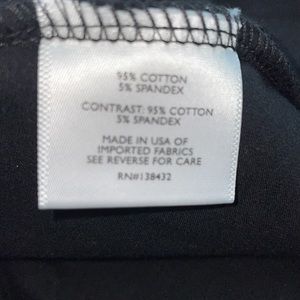 95% COTTON
5% SPANDEX
CONTRAST: 95% COTTON
5% SPANDEX
MADE IN USA OF
IMPORTED FABRICS
SEE REVERSE FOR CARE
RN#138432